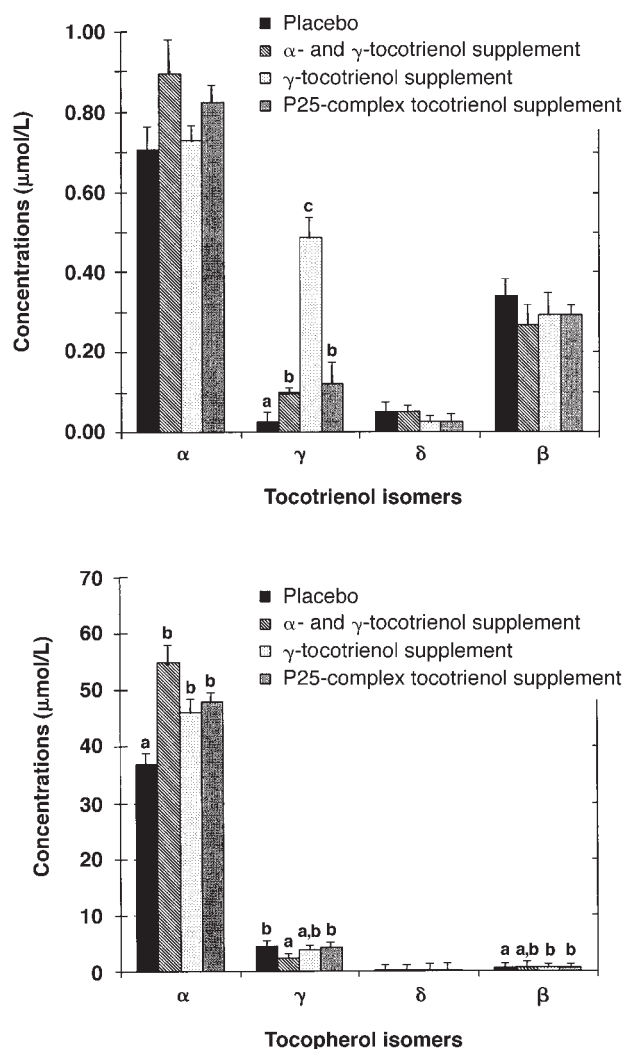 Placebo
α- and γ-tocotrienol supplement
γ-tocotrienol supplement
P25-complex tocotrienol supplement
Concentrations (μmol/L)
1.00
0.80
0.60
0.40
0.20
0.00
a
b
c
b
α
γ
δ
β
Tocotrienol isomers
Placebo
α- and γ-tocotrienol supplement
γ-tocotrienol supplement
P25-complex tocotrienol supplement
Concentrations (μmol/L)
70
60
50
40
30
20
10
0
a
b
b
b
b
a
a,b
b
a
a,b
b
b
α
γ
δ
β
Tocopherol isomers